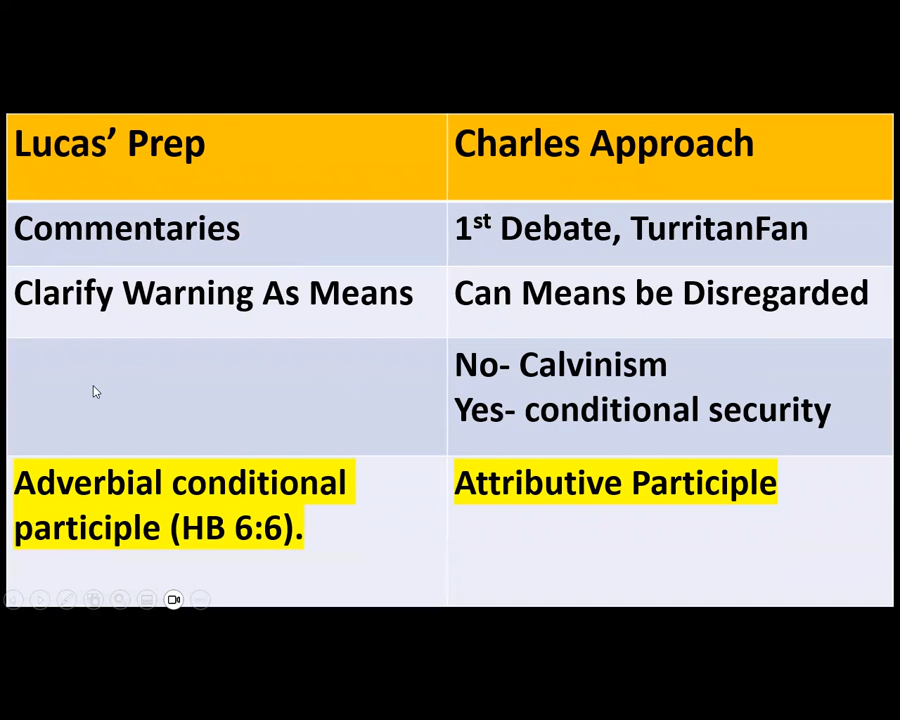 Lucas’ Prep
Charles Approach
Commentaries
1st Debate, TurritanFan
Clarify Warning As Means
Can Means be Disregarded
No- Calvinism
Yes- conditional security
Adverbial conditional
participle (HB 6:6).
Attributive Participle